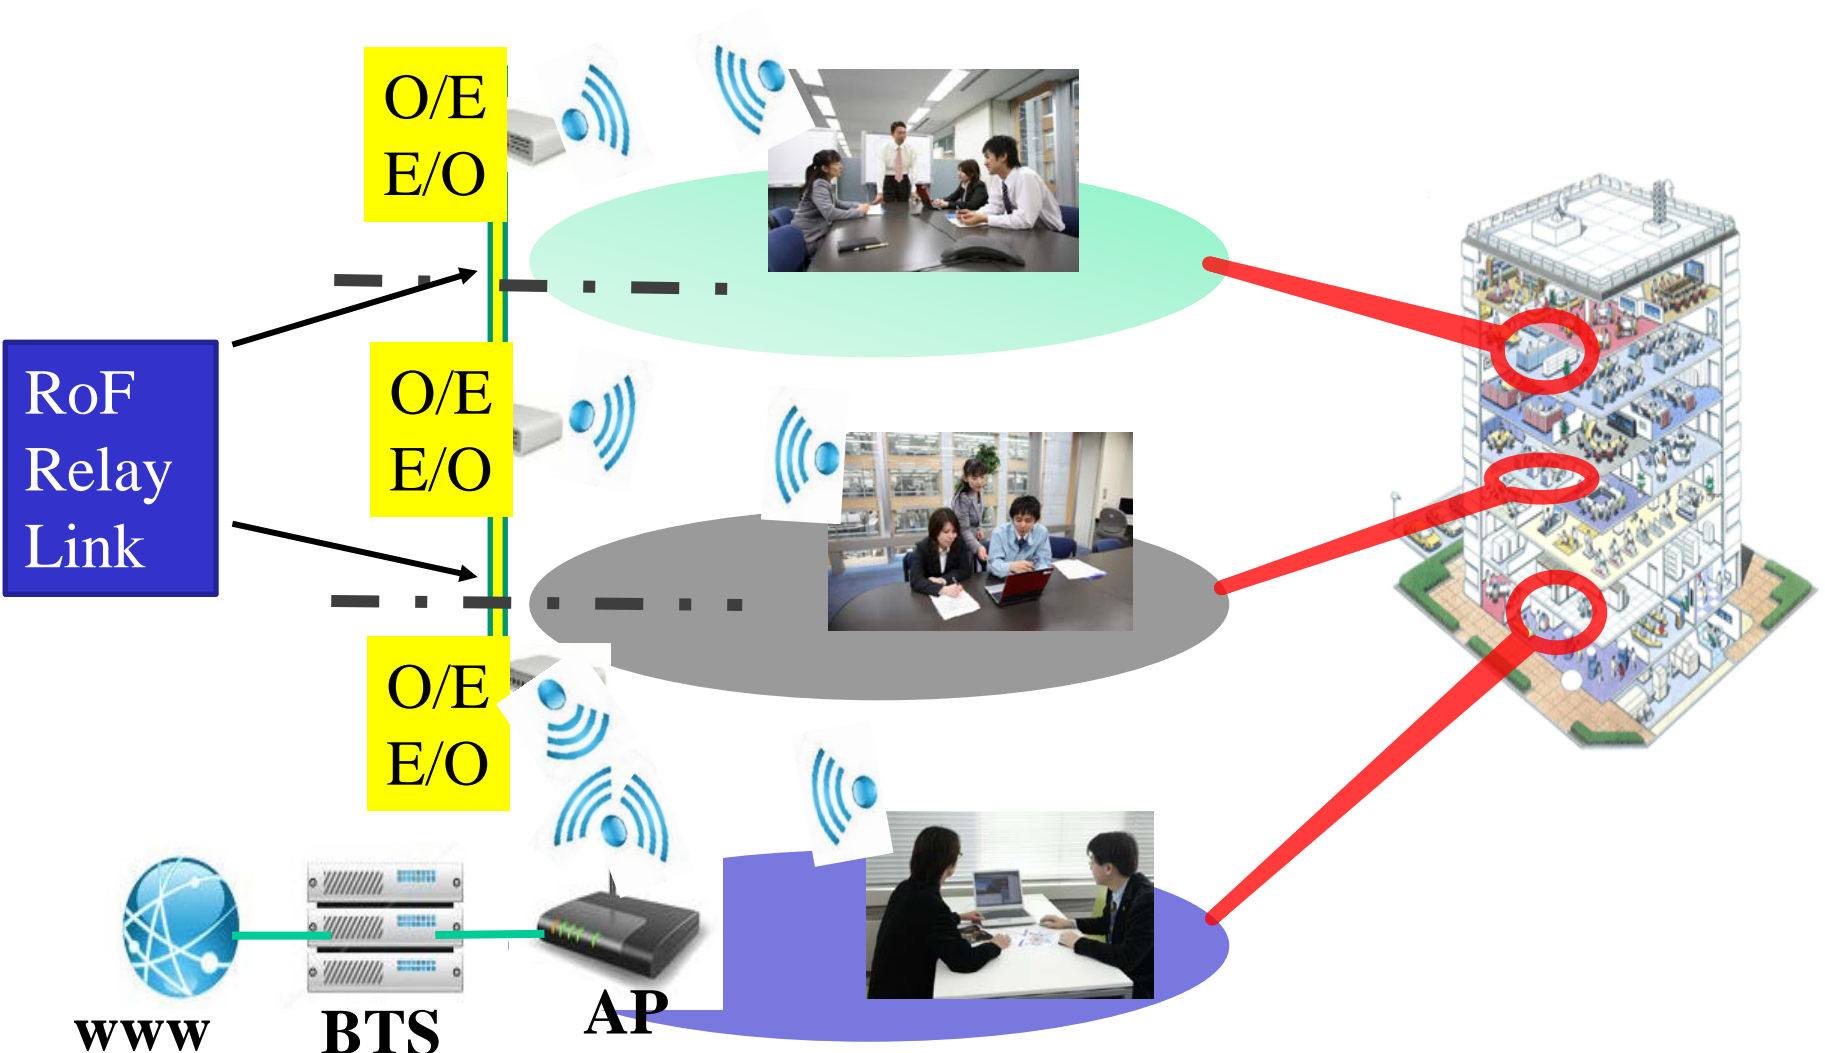 O/E
E/O
RoF
Relay
Link
O/E
E/O
O/E
E/O
www
BTS
AP